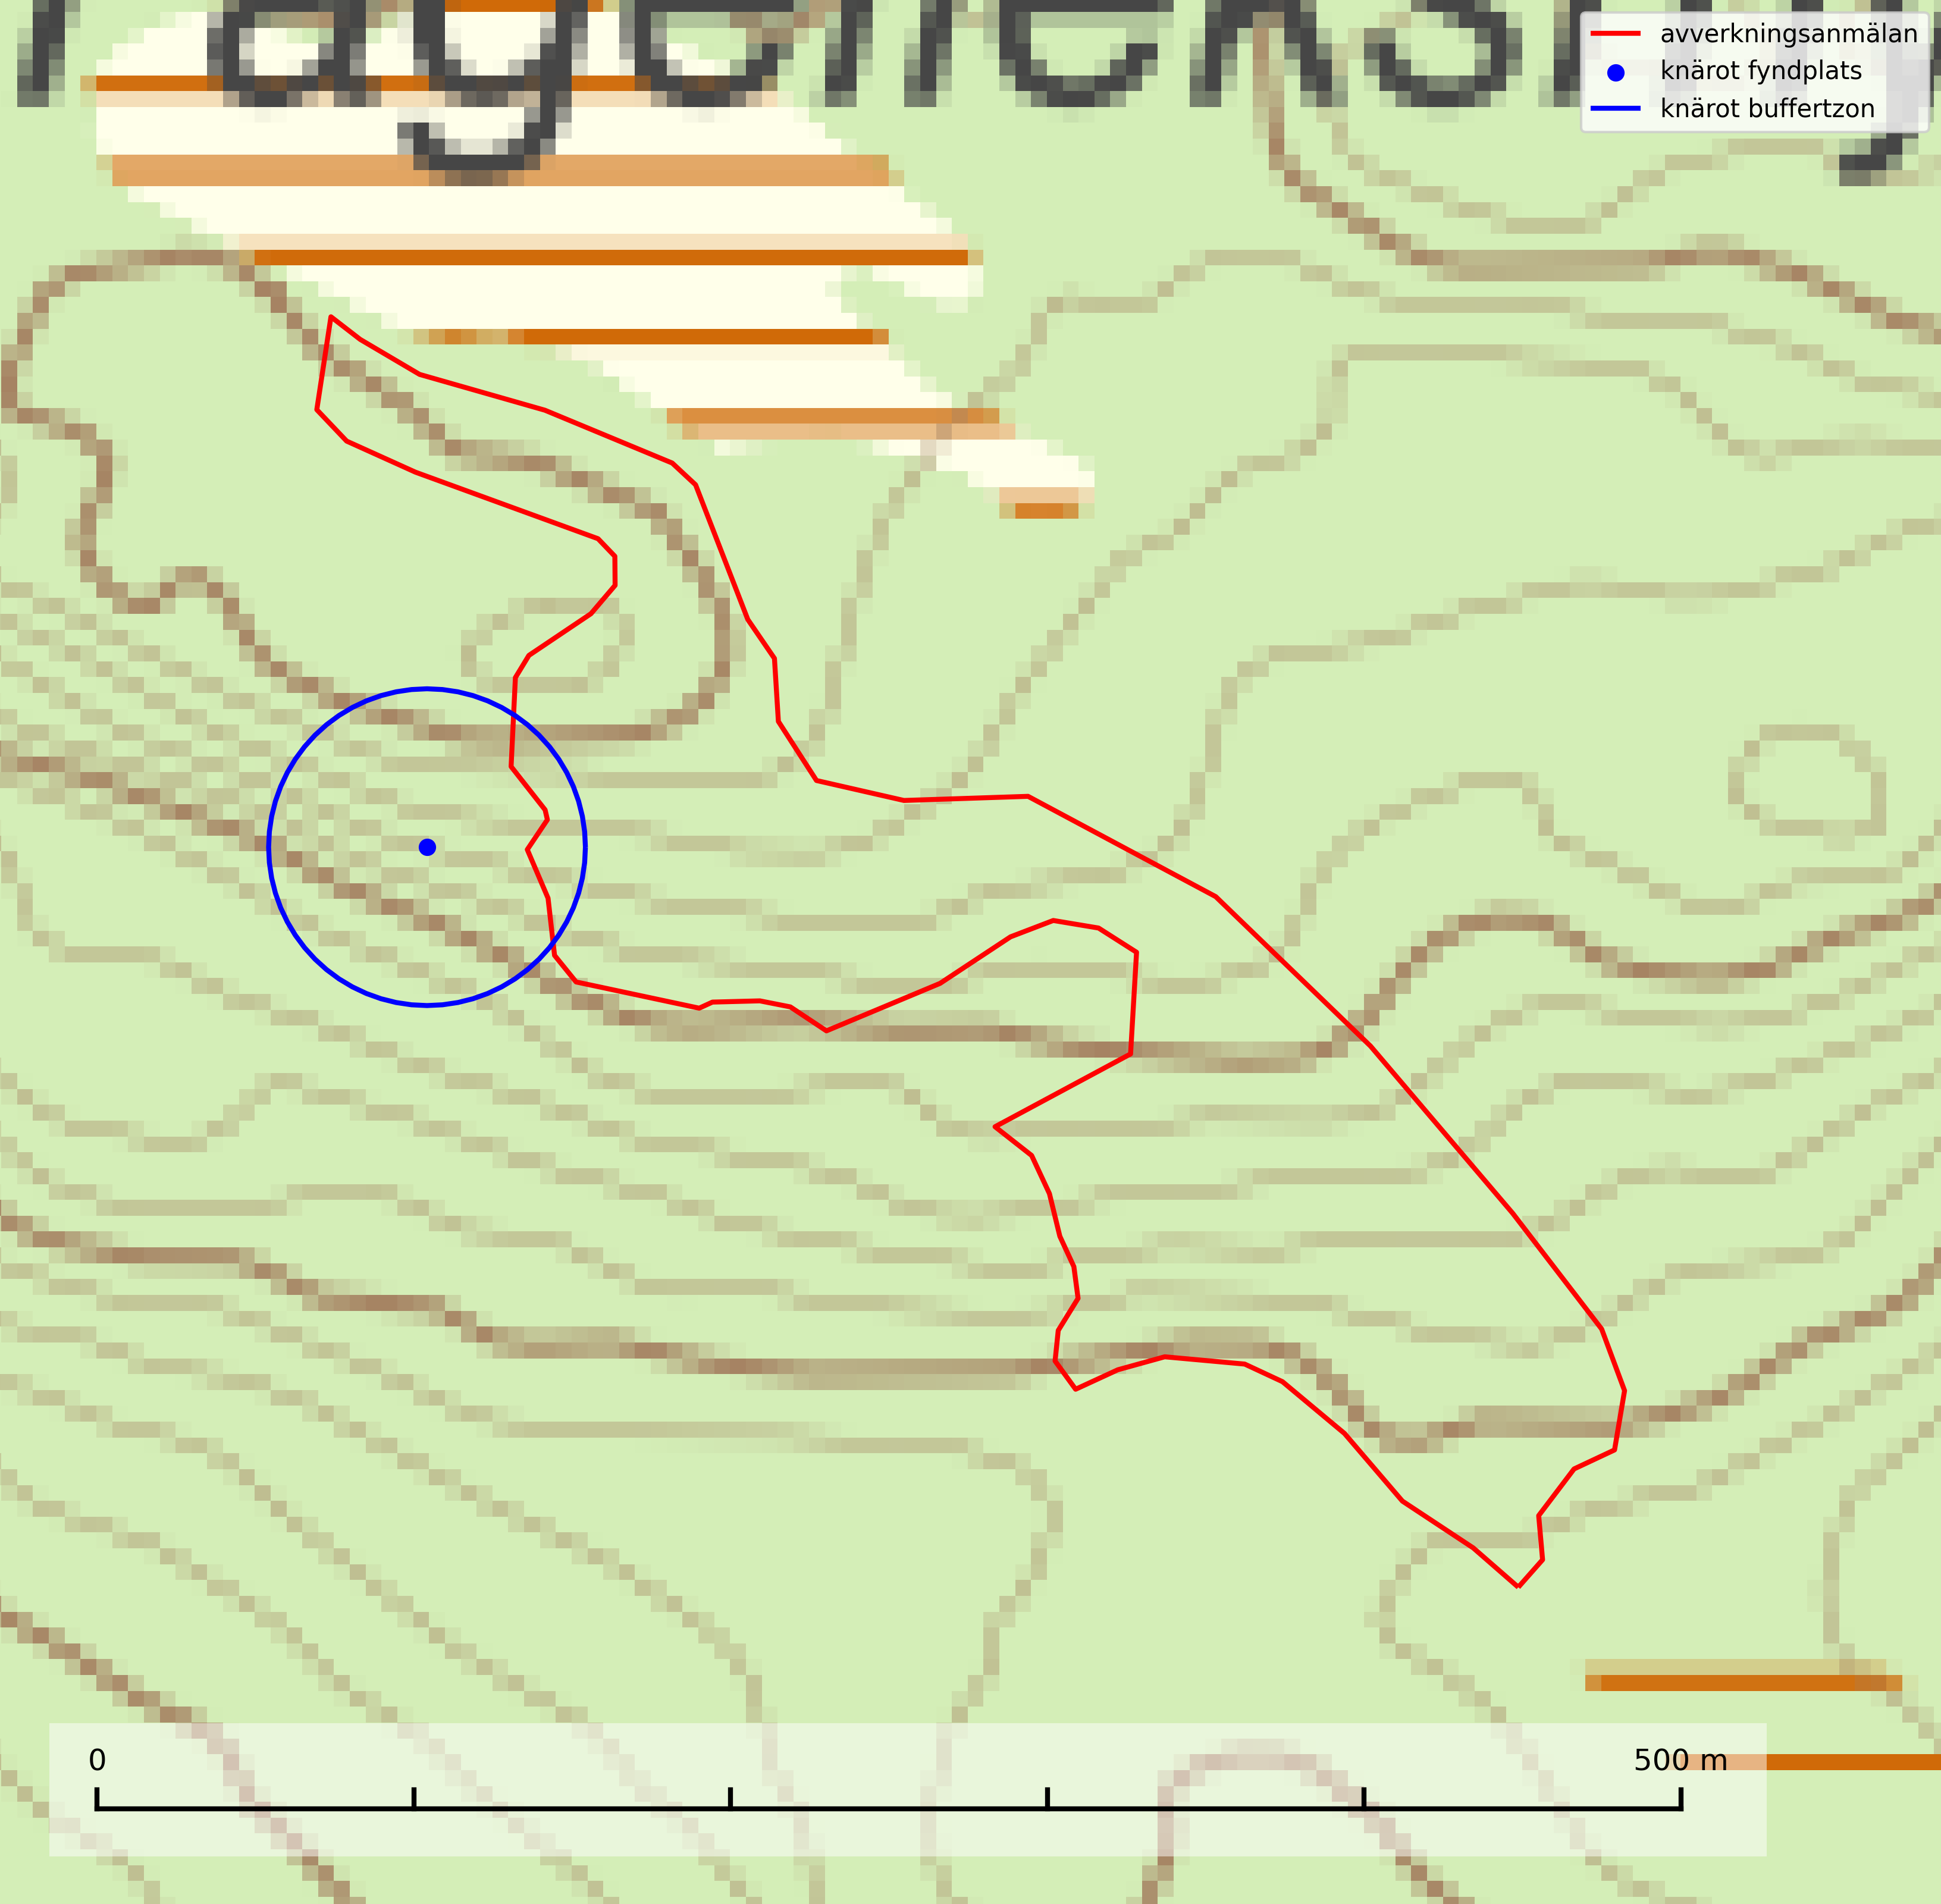 avverkningsanmälan
knärot fyndplats
knärot buffertzon
0
500 m